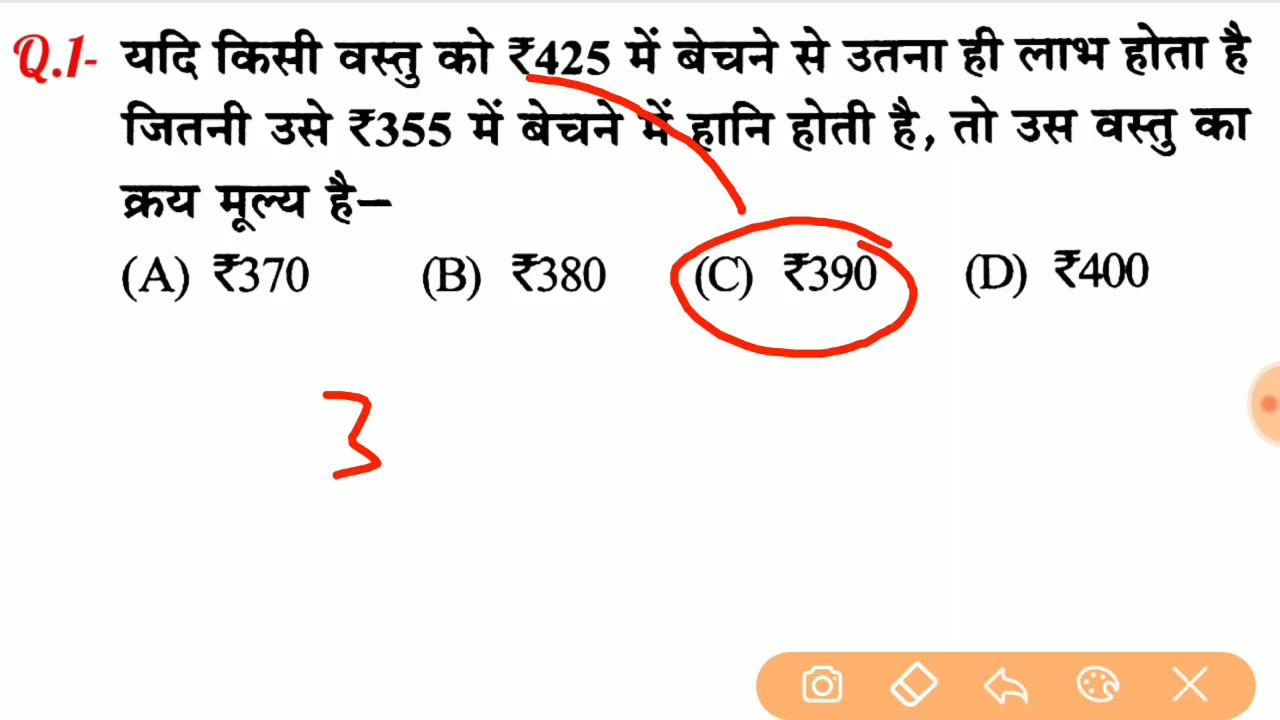 Q.1- यदि किसी वस्तु को ₹425 में बेचने से उतना ही लाभ होता है
जितनी उसे ₹355 में बेचने में हानि होती है, तो उस वस्तु का
क्रय मूल्य है–
(A) ₹370 (B) ₹380 (C) ₹390 (D) ₹400
3